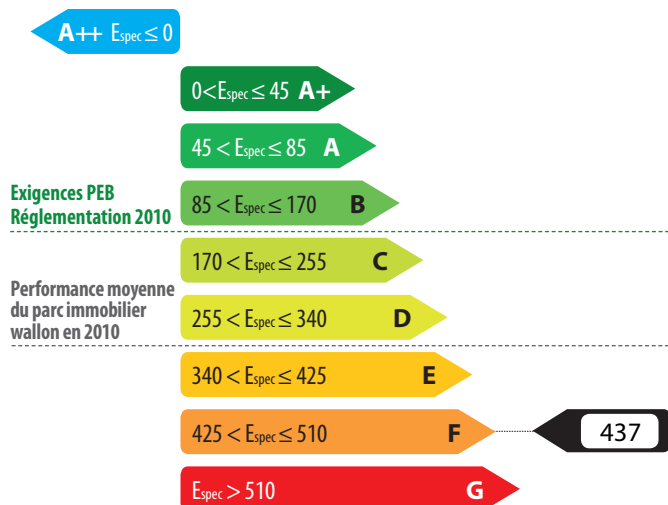 A++ Espec ≤ 0
0<Espec ≤ 45 A+
45 < Espec ≤ 85 A
Exigences PEB
Réglementation 2010
85 < Espec ≤ 170 B
170 < Espec ≤ 255 C
Performance moyenne
du parc immobilier
wallon en 2010
255 < Espec ≤ 340 D
340 < Espec ≤ 425 E
425 < Espec ≤ 510 F
437
Espec > 510 G